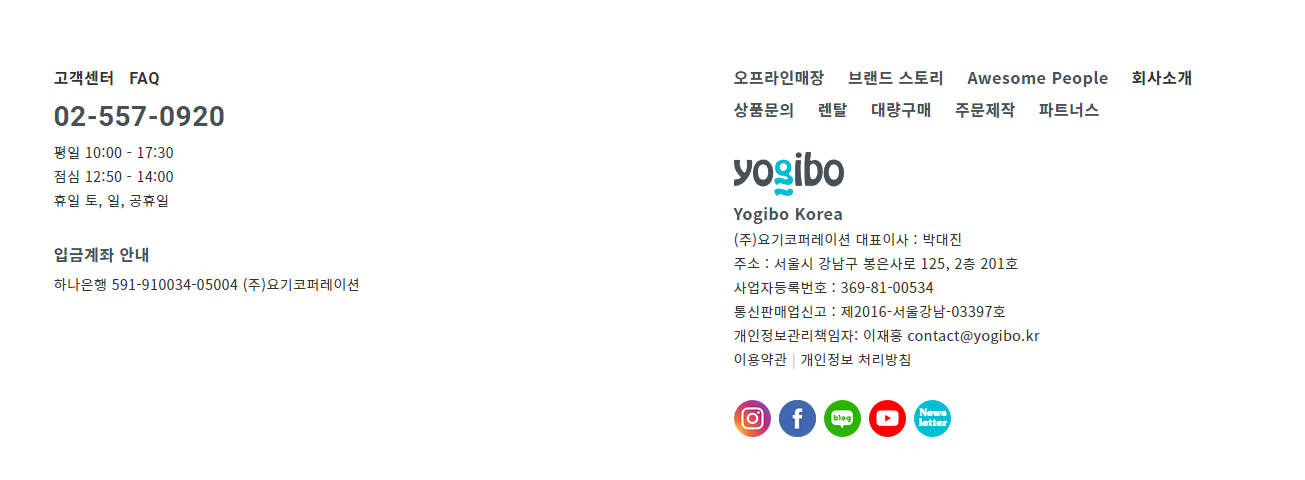 고객센터 FAQ
02-557-0920
평일 10:00 - 17:30
점심 12:50 - 14:00
휴일 토, 일, 공휴일
입금계좌 안내
하나은행 591-910034-05004 (주)요기코퍼레이션
오프라인매장 브랜드 스토리 Awesome People 회사소개
상품문의 렌탈 대량구매 주문제작 파트너스
yogibo
Yogibo Korea
(주)요기코퍼레이션 대표이사 : 박대진
주소 : 서울시 강남구 봉은사로 125, 2층 201호
사업자등록번호 : 369-81-00534
통신판매업신고 : 제2016-서울강남-03397호
개인정보관리책임자: 이재홍 contact@yogibo.kr
이용약관 | 개인정보 처리방침
blog
News
letter